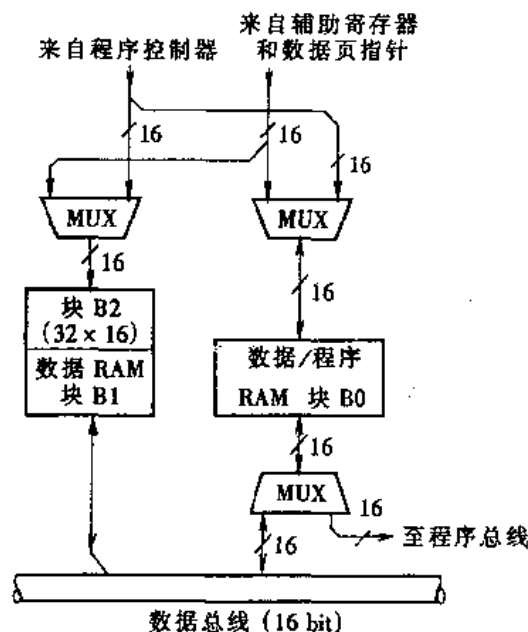 来自程序控制器
来自辅助寄存器
和数据页指针
16
16
16
MUX
MUX
16
16
块 B2
(32×16)
数据 RAM
块 B1
数据/程序
RAM 块 B0
16
MUX
16
16
至程序总线
数据总线 (16 bit)